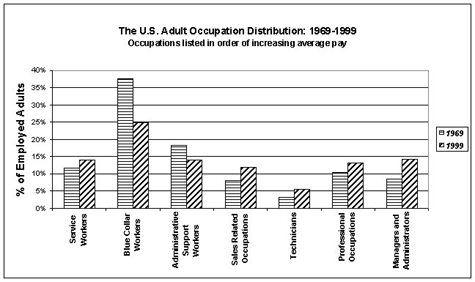 The U.S. Adult Occupation Distribution: 1969-1999
Occupations listed in order of increasing average pay
% of Employed Adults
40%
35%
30%
25%
20%
15%
10%
5%
0%
Service
Workers
Blue Collar
Workers
Administrative
Support
Workers
Sales Related
Occupations
Technicians
Professional
Occupations
Managers and
Administrators
1969
1999